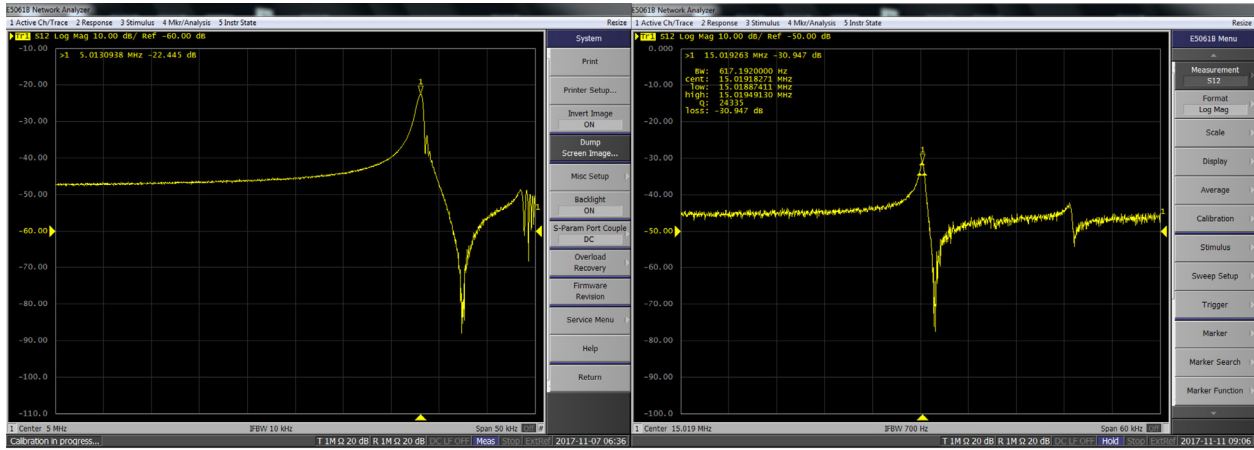 E5061B Network Analyzer
1 Active Ch/Trace 2 Response 3 Stimulus 4 Mkr/Analysis 5 Instr State Resize
Tr1 S12 Log Mag 10.00 dB/ Ref -60.00 dB
>1 5.0130938 MHz -22.445 dB
-10.00
-20.00
-30.00
-40.00
-50.00
-60.00
-70.00
-80.00
-90.00
-100.0
-110.0
1
1
System
Print
Printer Setup...
Invert Image
ON
Dump
Screen Image...
Misc Setup
Backlight
ON
S-Param Port Couple
DC
Overload
Recovery
Firmware
Revision
Service Menu
Help
Return
1 Center 5 MHz IFBW 10 kHz Span 50 kHz Off #
Calibration in progress... T 1M Ω 20 dB R 1M Ω 20 dB DC LF OFF Meas Stop ExtRef 2017-11-07 06:36
E5061B Network Analyzer
1 Active Ch/Trace 2 Response 3 Stimulus 4 Mkr/Analysis 5 Instr State Resize
Tr1 S12 Log Mag 10.00 dB/ Ref -50.00 dB
>1 15.019263 MHz -30.947 dB
BW: 617.1920000 Hz
cent: 15.01918271 MHz
low: 15.01887411 MHz
high: 15.01949130 MHz
Q: 24335
loss: -30.947 dB
0.000
-10.00
-20.00
-30.00
-40.00
-50.00
-60.00
-70.00
-80.00
-90.00
-100.0
1
1
E5061B Menu
Measurement
S12
Format
Log Mag
Scale
Display
Average
Calibration
Stimulus
Sweep Setup
Trigger
Marker
Marker Search
Marker Function
1 Center 15.019 MHz IFBW 700 Hz Span 60 kHz Off
T 1M Ω 20 dB R 1M Ω 20 dB DC LF OFF Hold Stop ExtRef 2017-11-11 09:06